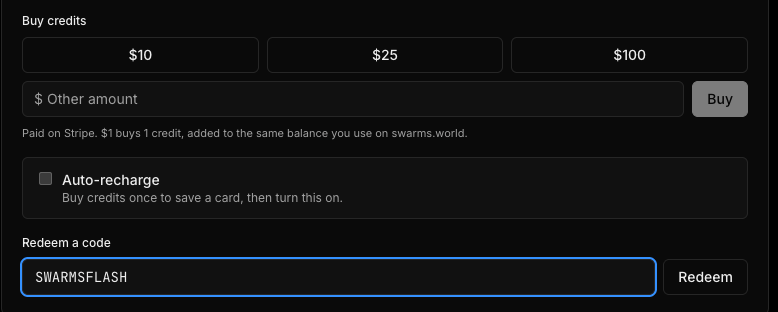 Buy credits
$10
$25
$100
$ Other amount
Buy
Paid on Stripe. $1 buys 1 credit, added to the same balance you use on swarms.world.
Auto-recharge
Buy credits once to save a card, then turn this on.
Redeem a code
SWARMSFLASH
Redeem